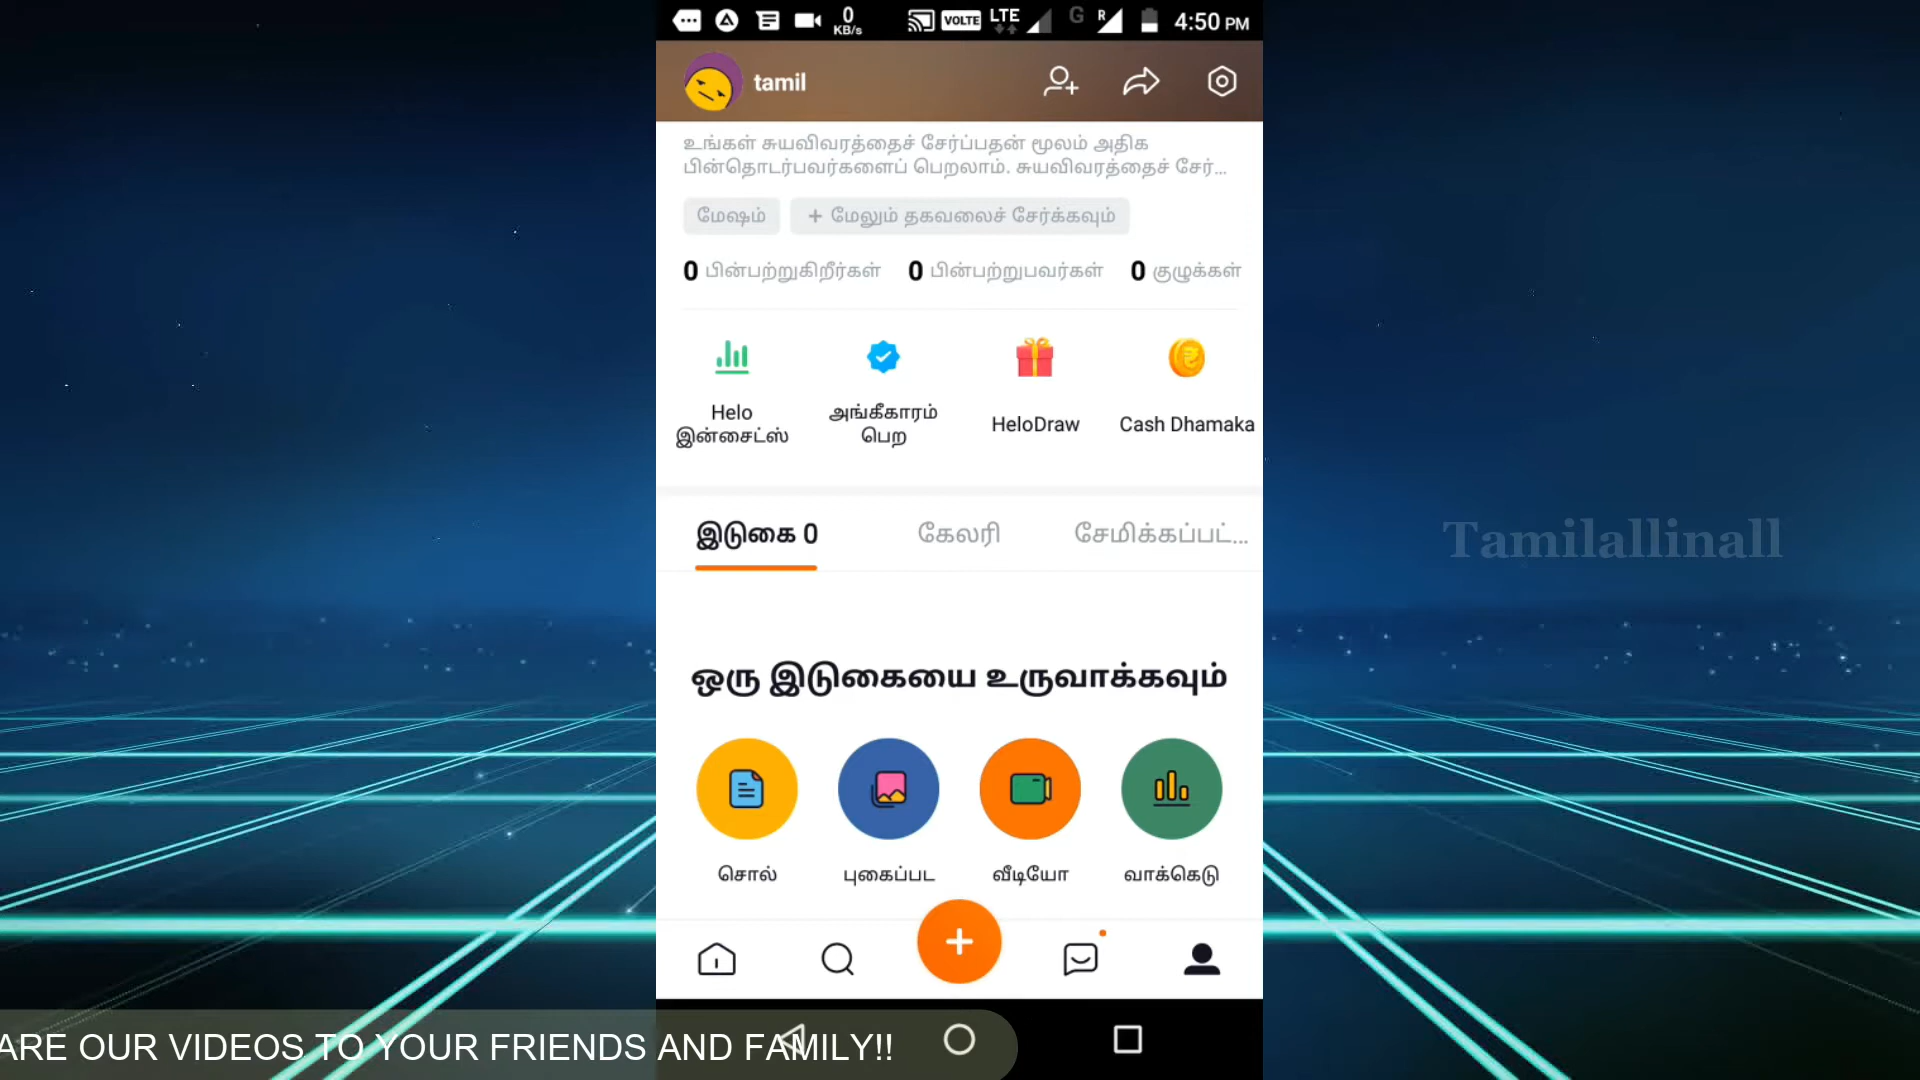 0
KB/s
VOLTE
LTE
G
R
4:50 PM
tamil
உங்கள் சுயவிவரத்தைச் சேர்ப்பதன் மூலம் அதிக
பின்தொடர்பவர்களைப் பெறலாம். சுயவிவரத்தைச் சேர்...
மேஷம்
+ மேலும் தகவலைச் சேர்க்கவும்
0 பின்பற்றுகிறீர்கள்
0 பின்பற்றுபவர்கள்
0 குழுக்கள்
Helo
இன்சைட்ஸ்
அங்கீகாரம்
பெற
HeloDraw
Cash Dhamaka
இடுகை 0
கேலரி
சேமிக்கப்பட்...
Tamilallinall
ஒரு இடுகையை உருவாக்கவும்
சொல்
புகைப்பட
வீடியோ
வாக்கெடு
ARE OUR VIDEOS TO YOUR FRIENDS AND FAMILY!!